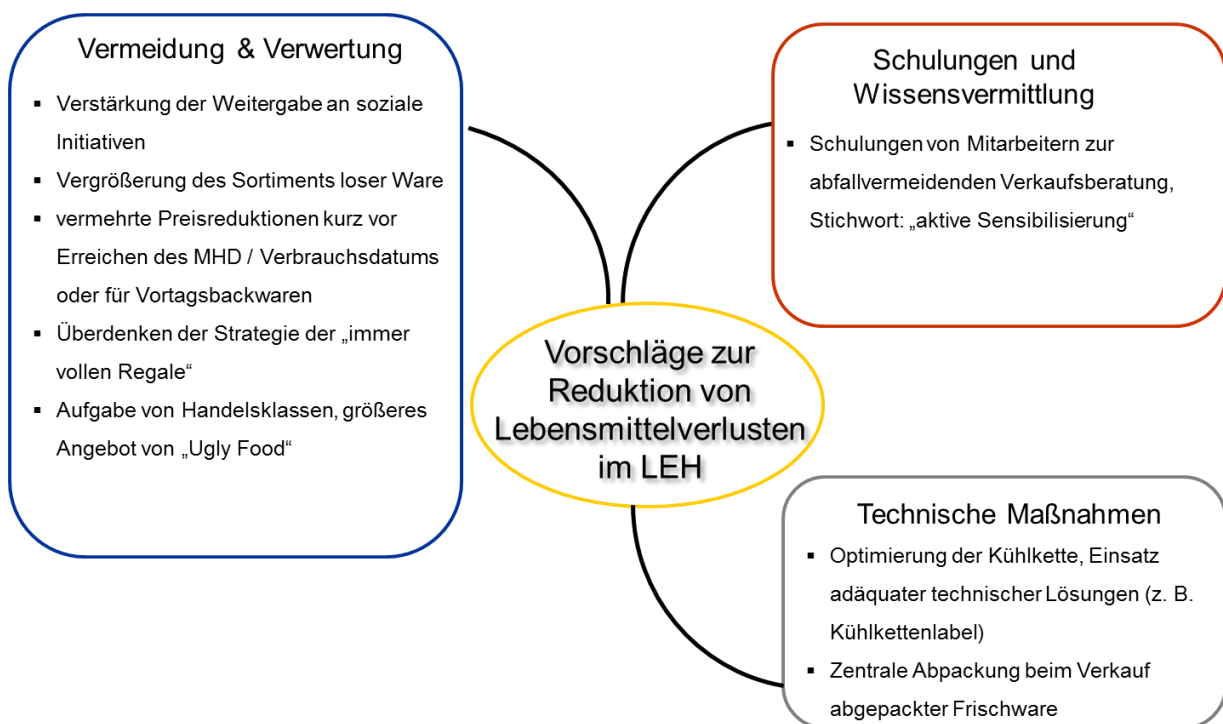 Vermeidung & Verwertung
▪ Verstärkung der Weitergabe an soziale
Initiativen
▪ Vergrößerung des Sortiments loser Ware
▪ vermehrte Preisreduktionen kurz vor
Erreichen des MHD / Verbrauchsdatums
oder für Vortagsbackwaren
▪ Überdenken der Strategie der „immer
vollen Regale“
▪ Aufgabe von Handelsklassen, größeres
Angebot von „Ugly Food“
Schulungen und
Wissensvermittlung
▪ Schulungen von Mitarbeitern zur
abfallvermeidenden Verkaufsberatung,
Stichwort: „aktive Sensibilisierung“
Vorschläge zur
Reduktion von
Lebensmittelverlusten
im LEH
Technische Maßnahmen
▪ Optimierung der Kühlkette, Einsatz
adäquater technischer Lösungen (z. B.
Kühlkettenlabel)
▪ Zentrale Abpackung beim Verkauf
abgepackter Frischware